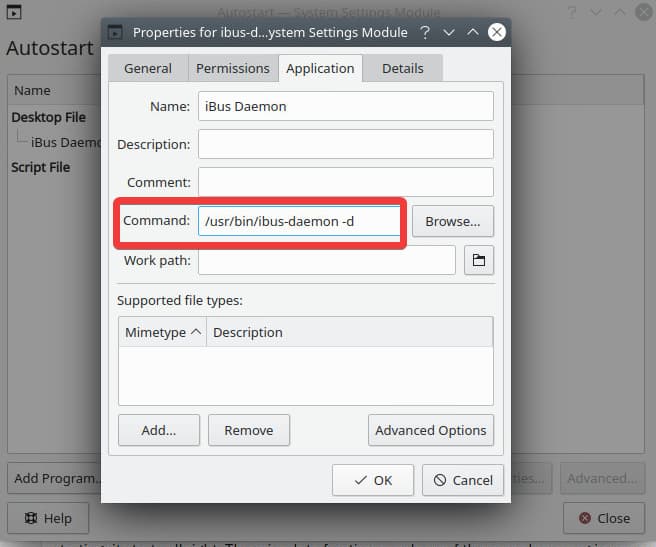 Autostart — System Settings Module
Properties for ibus-d...ystem Settings Module
Autostart
General
Permissions
Application
Details
Name
Name:
iBus Daemon
Desktop File
Description:
iBus Daemo
Script File
Comment:
Command:
/usr/bin/ibus-daemon -d
Browse...
Work path:
Supported file types:
Mimetype
Description
Add...
Remove
Advanced Options
Add Program...
OK
Cancel
Advanced...
Help
Close